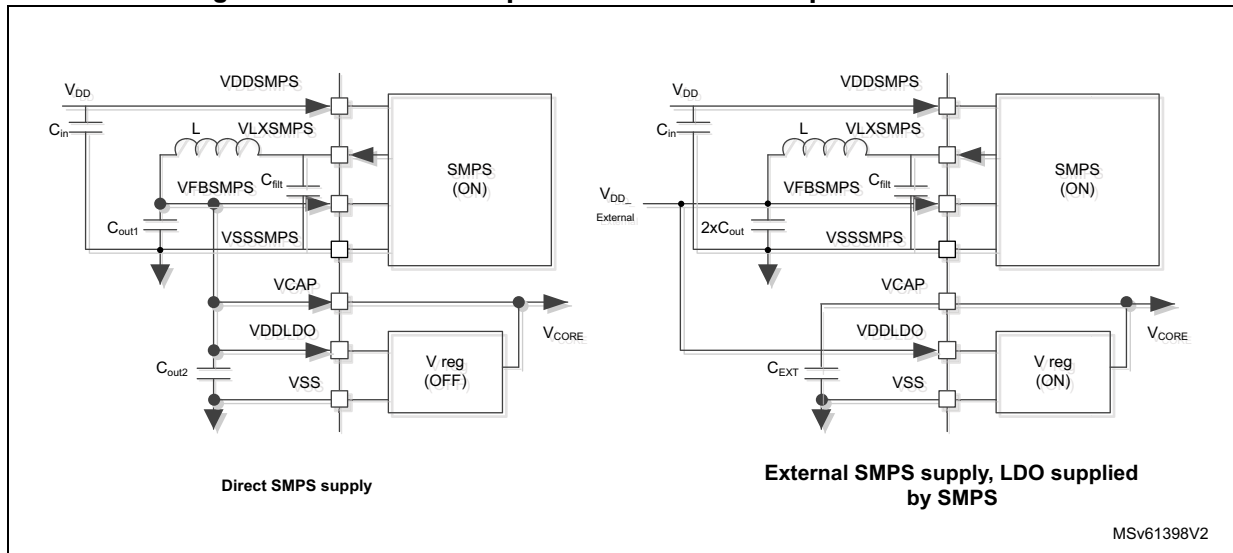 VDD
VDDSMPS
Cin
L
VLXSMPS
Cfilt
VFBSMPS
Cout1
VSSSMPS
SMPS
(ON)
VCAP
VCORE
VDDLDO
Cout2
VSS
V reg
(OFF)
Direct SMPS supply
VDD
VDDSMPS
Cin
L
VLXSMPS
Cfilt
VDD_
External
VFBSMPS
2xCout
VSSSMPS
SMPS
(ON)
VCAP
VCORE
VDDLDO
CEXT
VSS
V reg
(ON)
External SMPS supply, LDO supplied
by SMPS
MSv61398V2